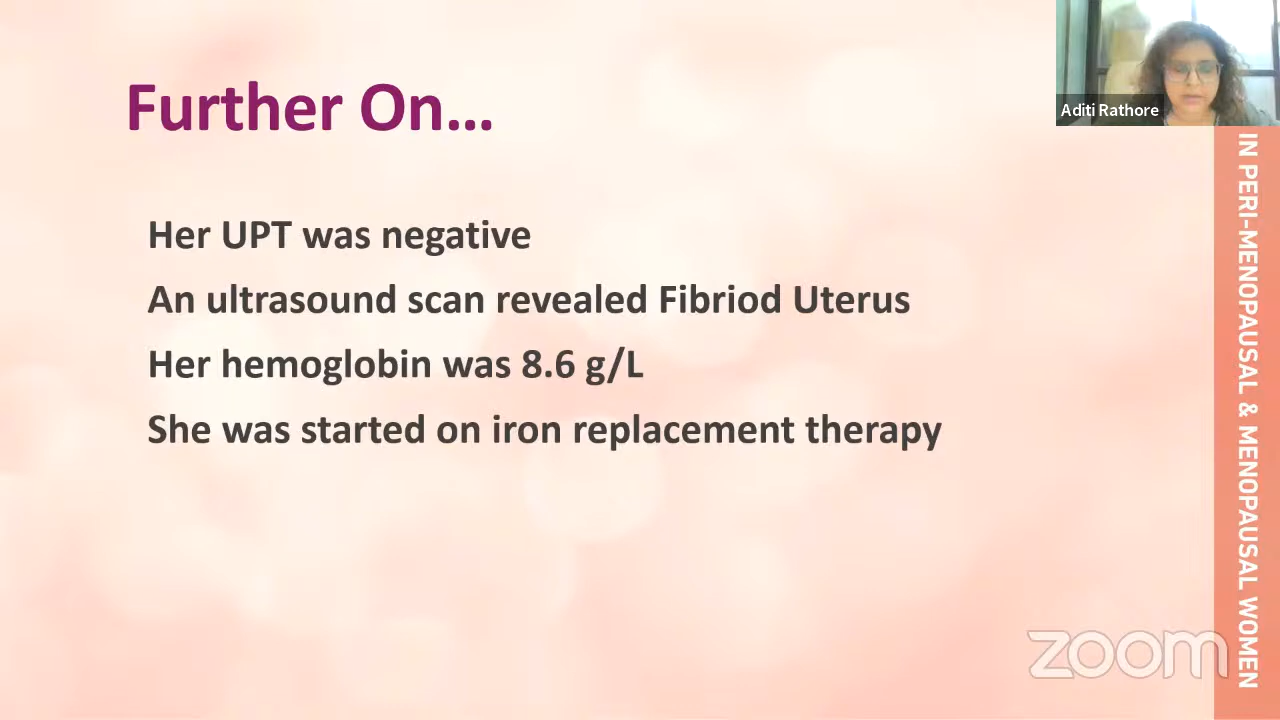 Further On...
Her UPT was negative
An ultrasound scan revealed Fibriod Uterus
Her hemoglobin was 8.6 g/L
She was started on iron replacement therapy
Aditi Rathore
IN PERI-MENOPAUSAL & MENOPAUSAL WOMEN
zoom